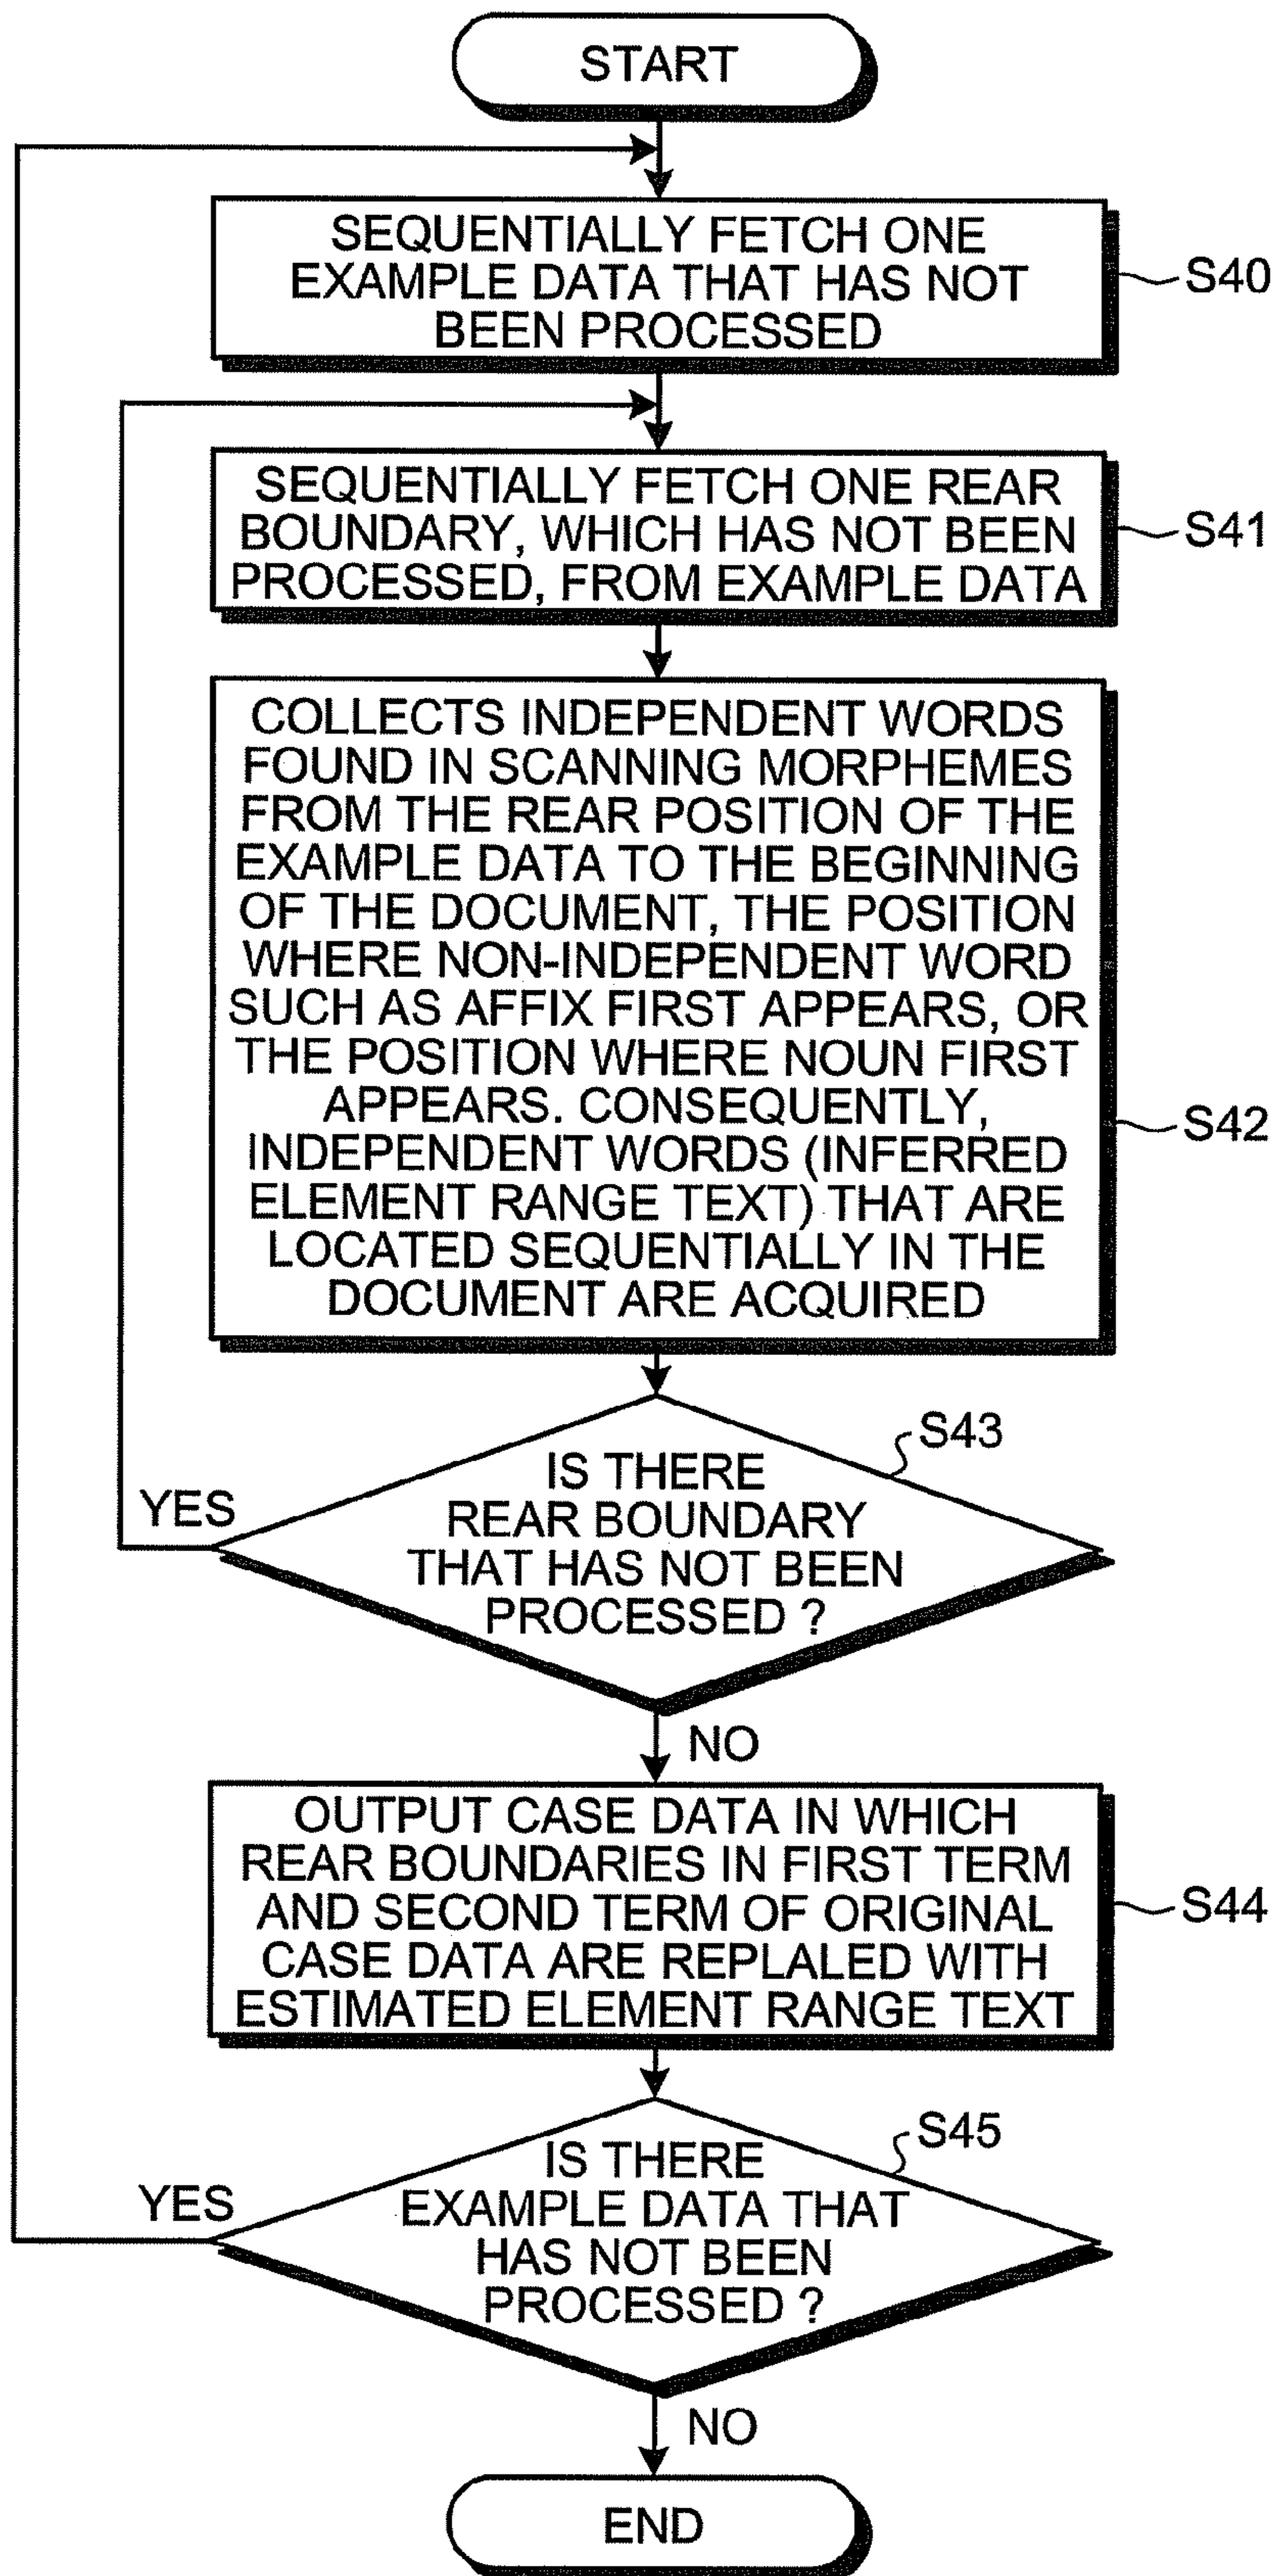 START
SEQUENTIALLY FETCH ONE
EXAMPLE DATA THAT HAS NOT
BEEN PROCESSED
S40
SEQUENTIALLY FETCH ONE REAR
BOUNDARY, WHICH HAS NOT BEEN
PROCESSED, FROM EXAMPLE DATA
S41
COLLECTS INDEPENDENT WORDS
FOUND IN SCANNING MORPHEMES
FROM THE REAR POSITION OF THE
EXAMPLE DATA TO THE BEGINNING
OF THE DOCUMENT, THE POSITION
WHERE NON-INDEPENDENT WORD
SUCH AS AFFIX FIRST APPEARS, OR
THE POSITION WHERE NOUN FIRST
APPEARS. CONSEQUENTLY,
INDEPENDENT WORDS (INFERRED
ELEMENT RANGE TEXT) THAT ARE
LOCATED SEQUENTIALLY IN THE
DOCUMENT ARE ACQUIRED
S42
S43
IS THERE
REAR BOUNDARY
THAT HAS NOT BEEN
PROCESSED ?
YES
NO
OUTPUT CASE DATA IN WHICH
REAR BOUNDARIES IN FIRST TERM
AND SECOND TERM OF ORIGINAL
CASE DATA ARE REPLALED WITH
ESTIMATED ELEMENT RANGE TEXT
S44
S45
IS THERE
EXAMPLE DATA THAT
HAS NOT BEEN
PROCESSED ?
YES
NO
END